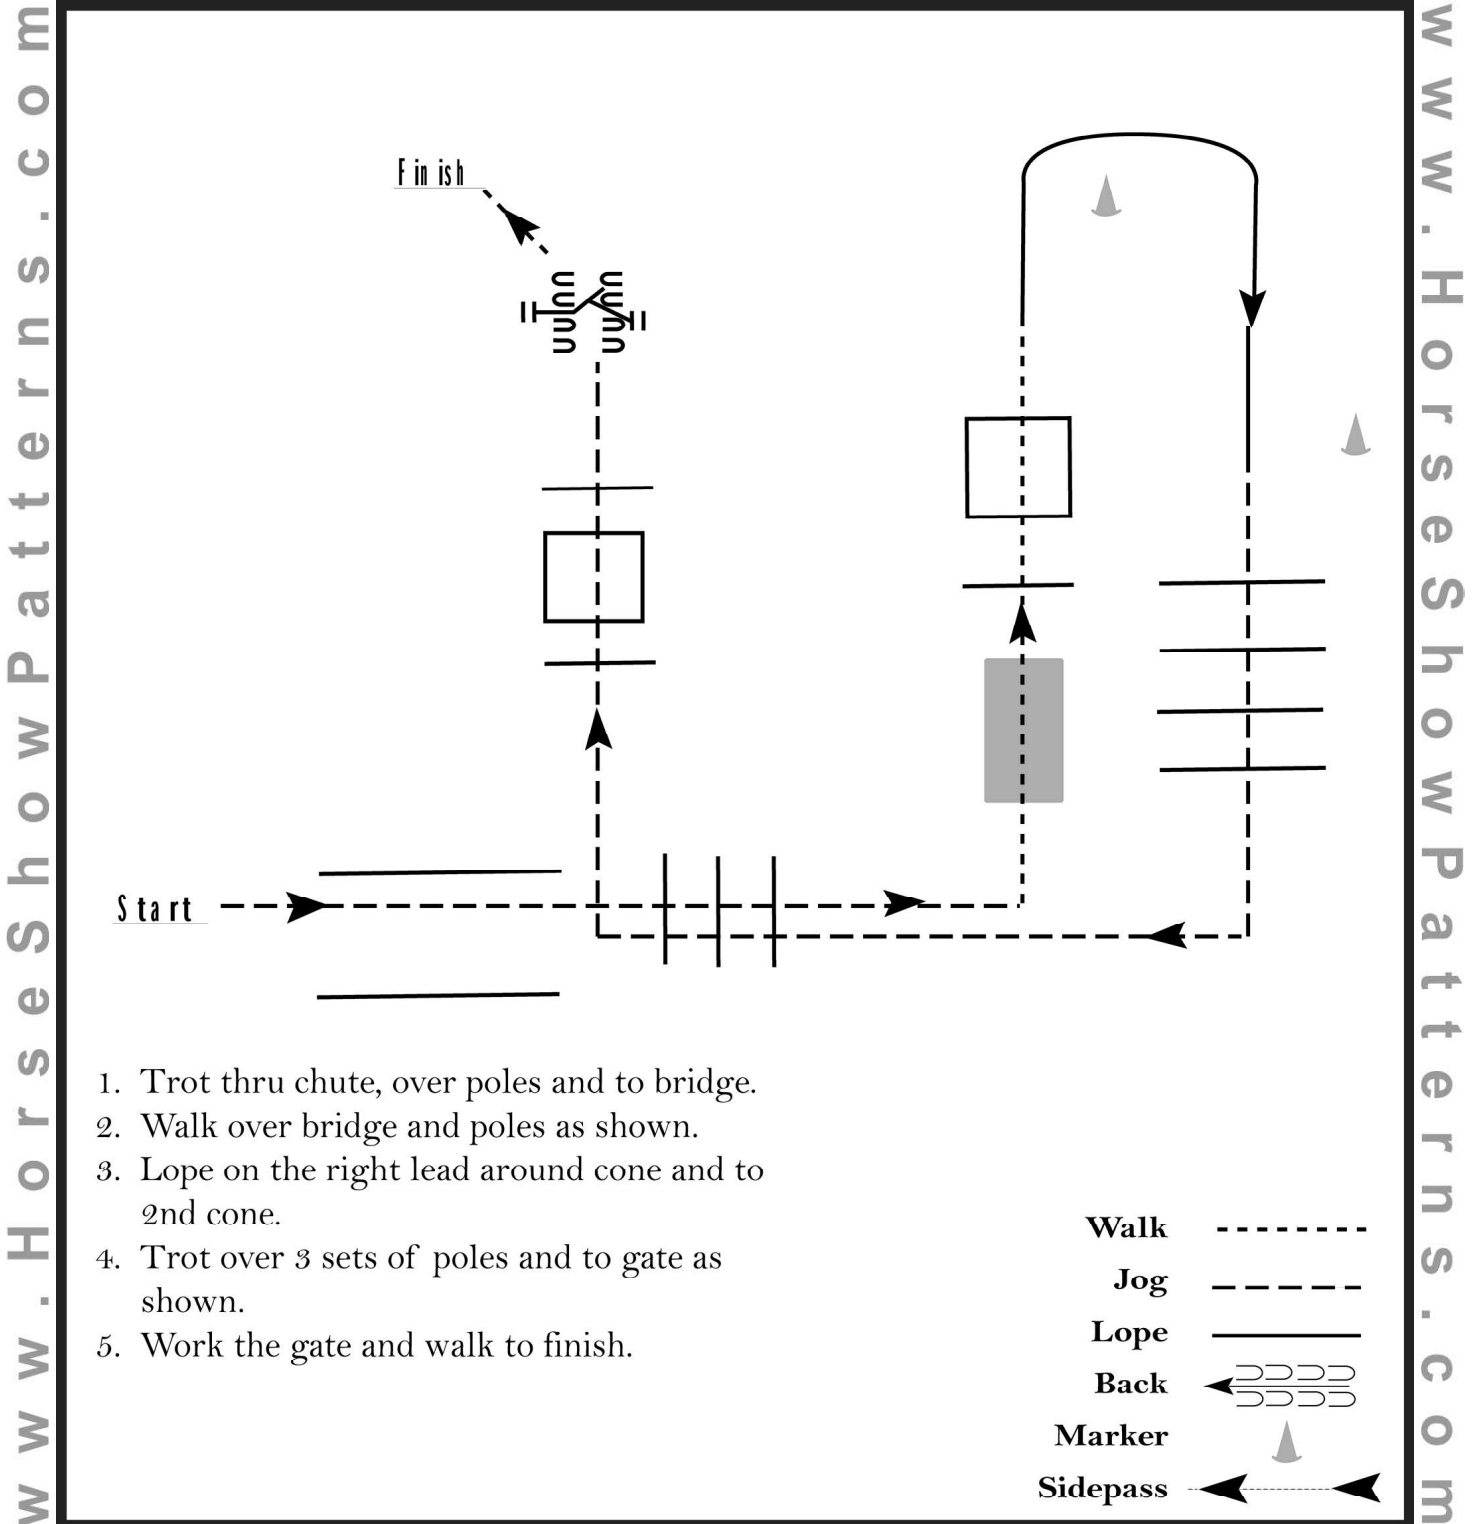 www.HorseShowPatterns.com
www.HorseShowPatterns.com
Finish
Start
1. Trot thru chute, over poles and to bridge.
2. Walk over bridge and poles as shown.
3. Lope on the right lead around cone and to
2nd cone.
4. Trot over 3 sets of poles and to gate as
shown.
5. Work the gate and walk to finish.
Walk
Jog
Lope
Back
Marker
Sidepass